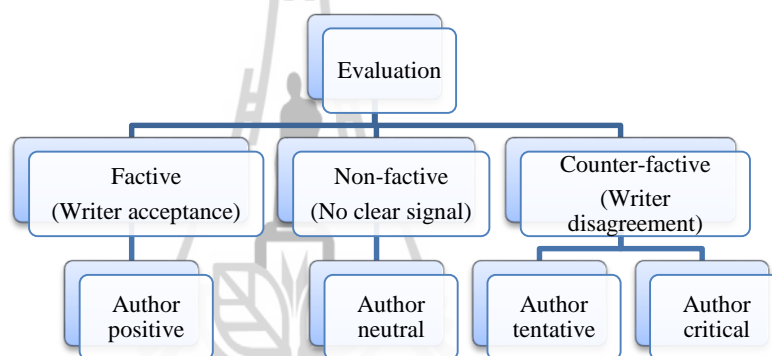 Evaluation
Factive
(Writer acceptance)
Non-factive
(No clear signal)
Counter-factive
(Writer
disagreement)
Author
positive
Author
neutral
Author
tentative
Author
critical